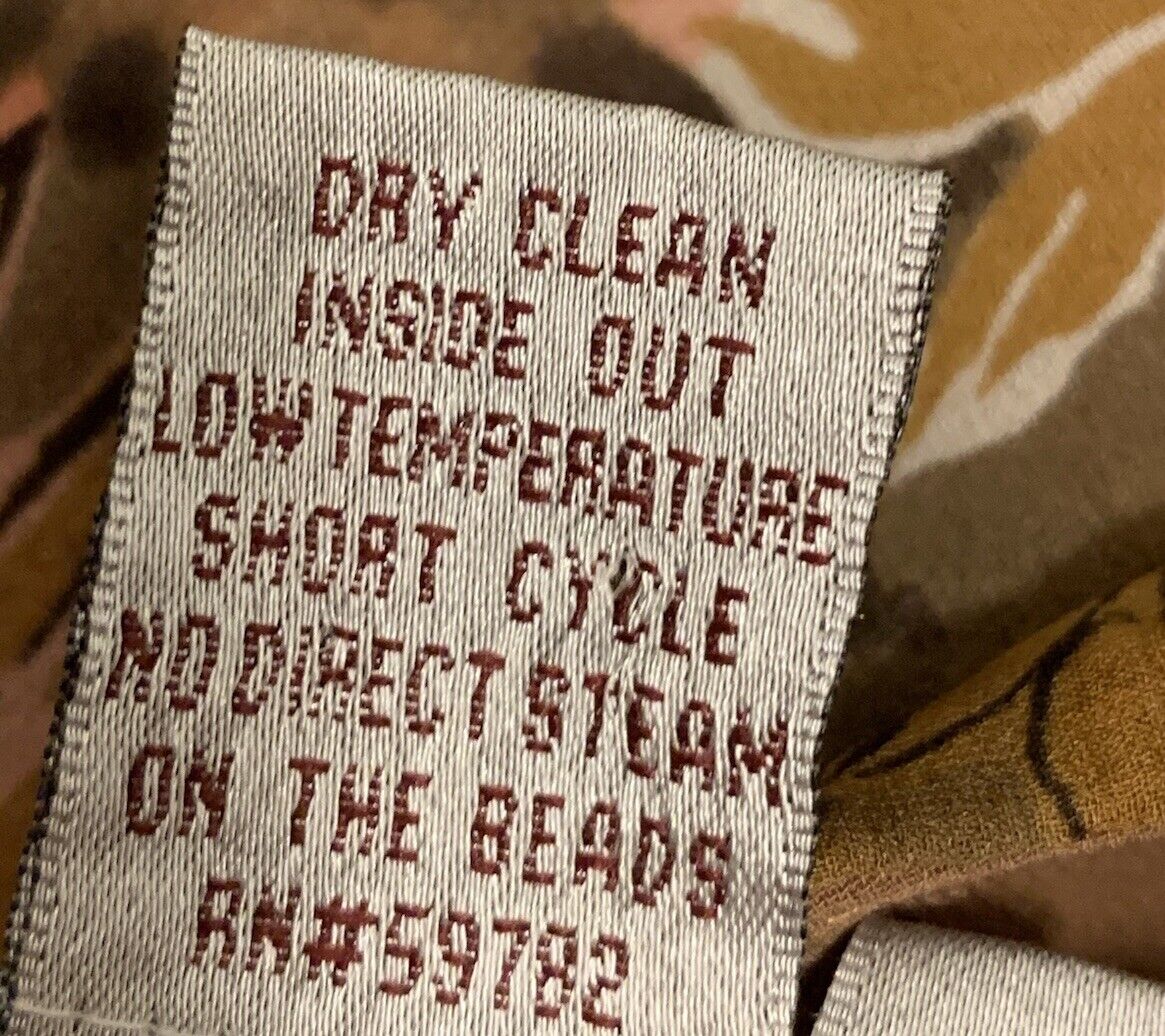 DRY CLEAN
INSIDE OUT
LOW TEMPERATURE
SHORT CYCLE
NO DIRECT STEAM
ON THE BEADS
RN#59782